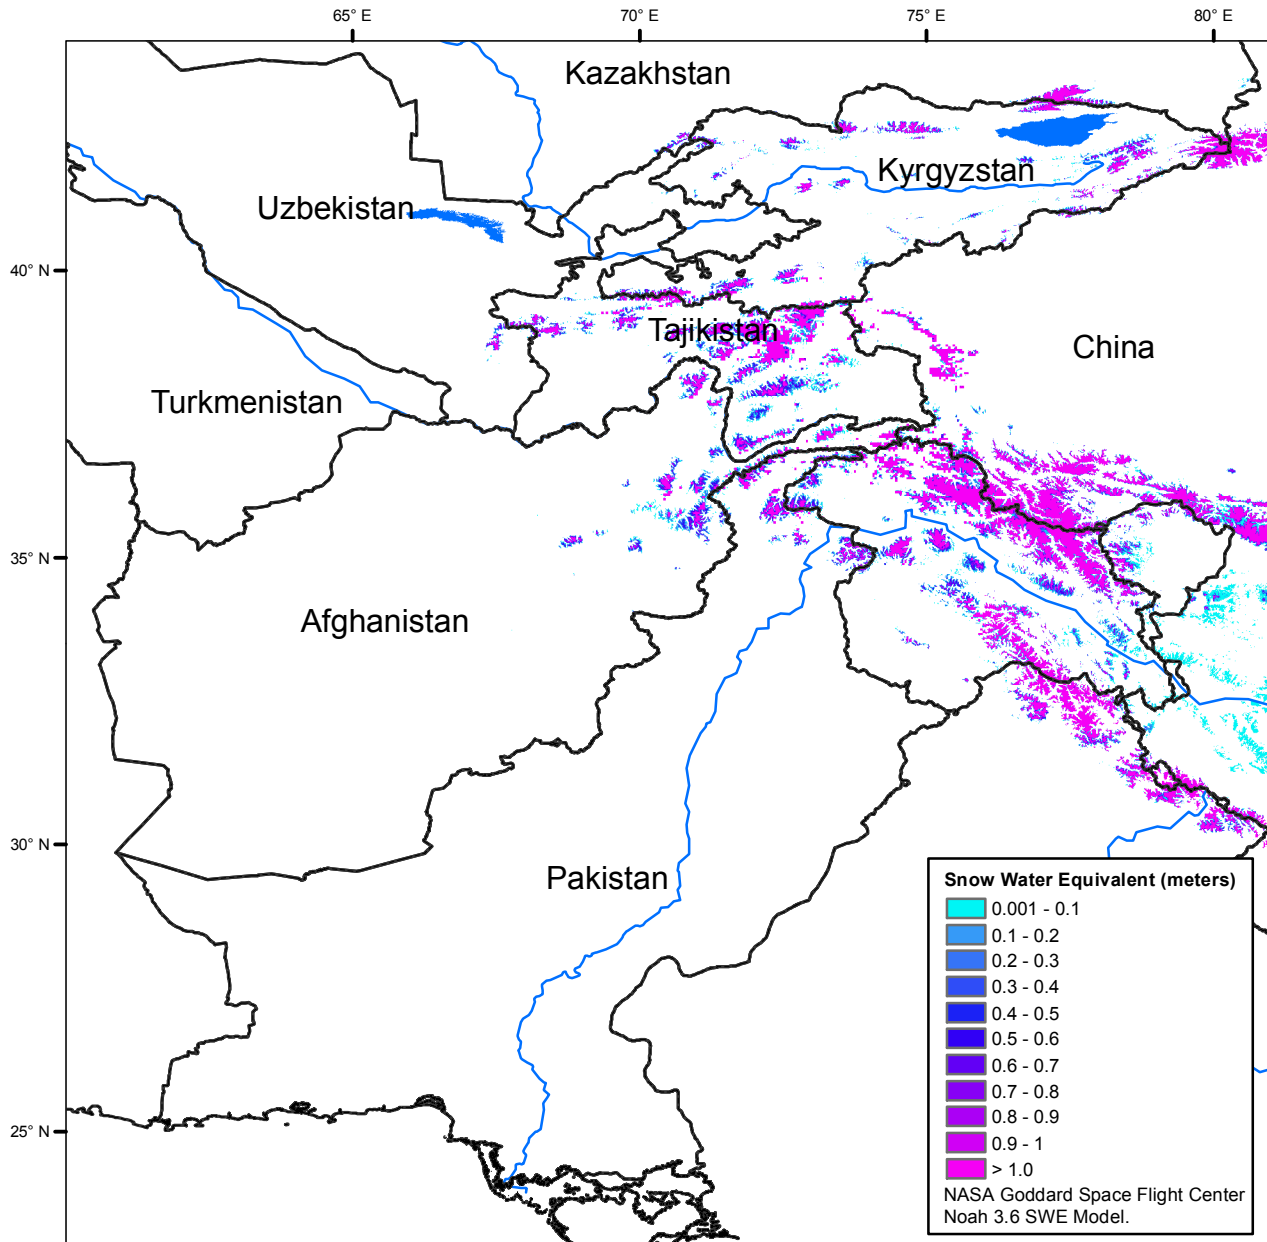 65° E
70° E
75° E
80° E
Kazakhstan
Kyrgyzstan
Uzbekistan
40° N
Tajikistan
China
Turkmenistan
35° N
Afghanistan
30° N
Pakistan
25° N
Snow Water Equivalent (meters)
0.001 - 0.1
0.1 - 0.2
0.2 - 0.3
0.3 - 0.4
0.4 - 0.5
0.5 - 0.6
0.6 - 0.7
0.7 - 0.8
0.8 - 0.9
0.9 - 1
> 1.0
NASA Goddard Space Flight Center
Noah 3.6 SWE Model.